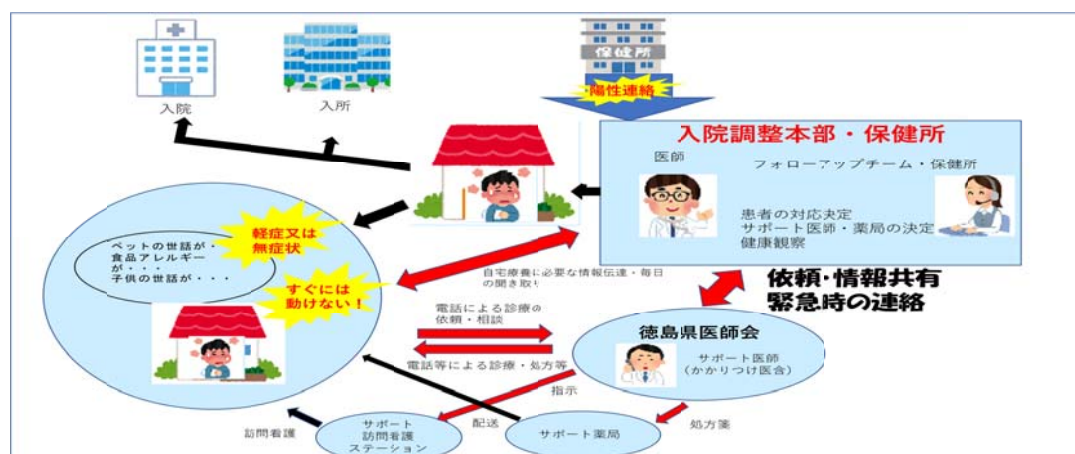 保健所
陽性連絡
入院
入所
入院調整本部・保健所
医師
フォローアップチーム・保健所
患者の対応決定
サポート医師・薬局の決定
健康観察
軽症又は
無症状
ペットの世話が・
食品アレルギー
が・・・
子供の世話が・・・
すぐには
動けない！
自宅療養に必要な情報伝達・毎日
の聞き取り
依頼・情報共有
緊急時の連絡
電話による診療の
依頼・相談
電話等による診療・処方等
徳島県医師会
サポート医師
（かかりつけ医含）
指示
配送
処方箋
訪問看護
サポート
訪問看護
ステーション
サポート薬局